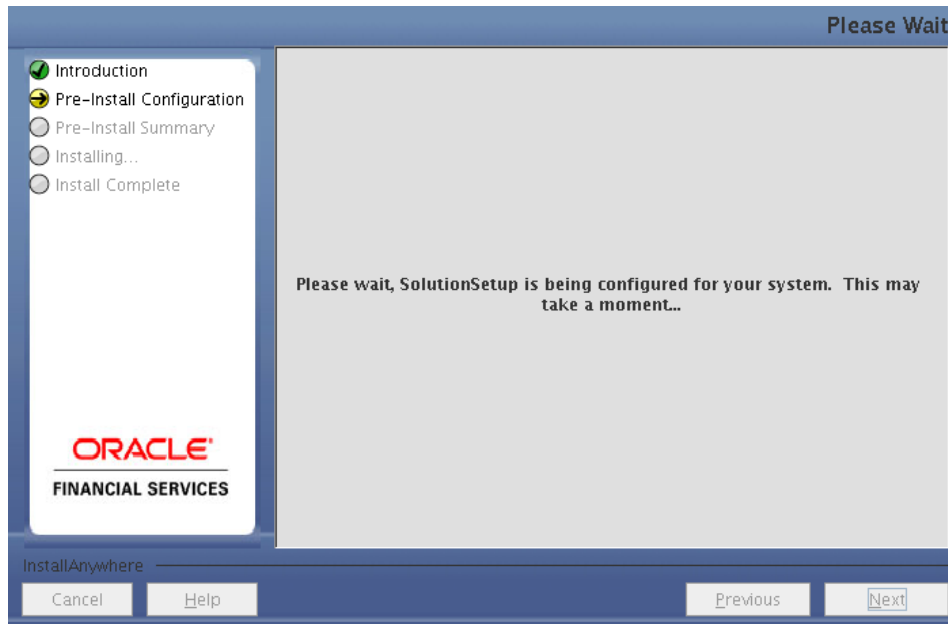 Please Wait
Introduction
Pre-Install Configuration
Pre-Install Summary
Installing...
Install Complete
Please wait, SolutionSetup is being configured for your system.  This may
take a moment...
ORACLE'
FINANCIAL SERVICES
InstallAnywhere
Cancel
Help
Previous
Next